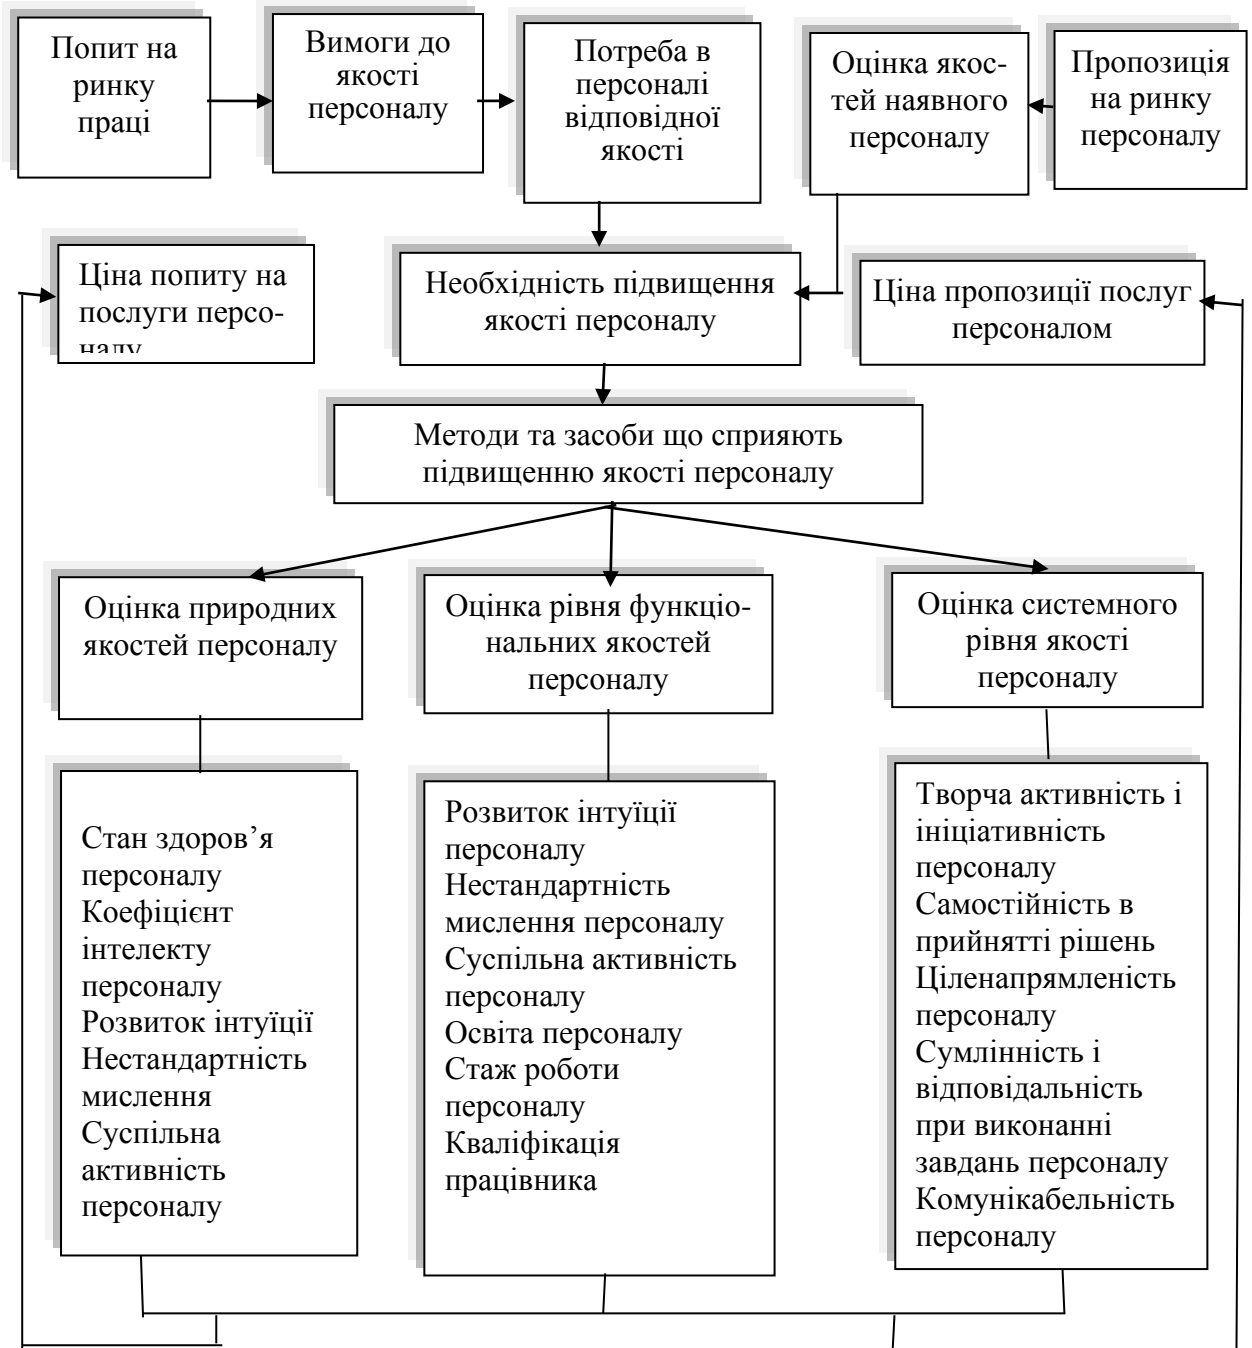 Попит на
ринку
праці
Вимоги до
якості
персоналу
Потреба в
персоналі
відповідної
якості
Оцінка якос-
тей наявного
персоналу
Пропозиція
на ринку
персоналу
Ціна попиту на
послуги персо-
налу
Необхідність підвищення
якості персоналу
Ціна пропозиції послуг
персоналом
Методи та засоби що сприяють
підвищенню якості персоналу
Оцінка природних
якостей персоналу
Оцінка рівня функціо-
нальних якостей
персоналу
Оцінка системного
рівня якості
персоналу
Стан здоров’я
персоналу
Коефіцієнт
інтелекту
персоналу
Розвиток інтуїції
Нестандартність
мислення
Суспільна
активність
персоналу
Розвиток інтуїції
персоналу
Нестандартність
мислення персоналу
Суспільна активність
персоналу
Освіта персоналу
Стаж роботи
персоналу
Кваліфікація
працівника
Творча активність і
ініціативність
персоналу
Самостійність в
прийнятті рішень
Ціленапрямленість
персоналу
Сумлінність і
відповідальність
при виконанні
завдань персоналу
Комунікабельність
персоналу